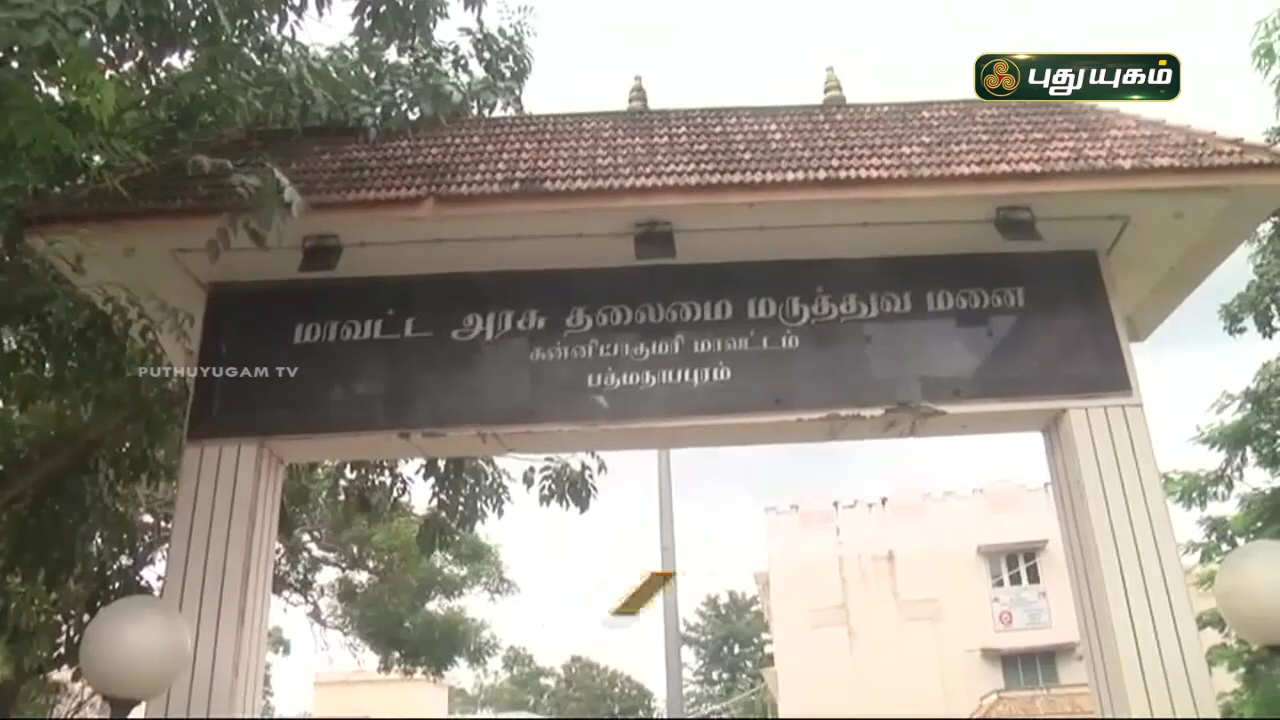 புதுயுகம்
மாவட்ட அரசு தலைமை மருத்துவ மனை
கன்னியாகுமரி மாவட்டம்
பத்மநாபபுரம்
PUTHUYUGAM TV